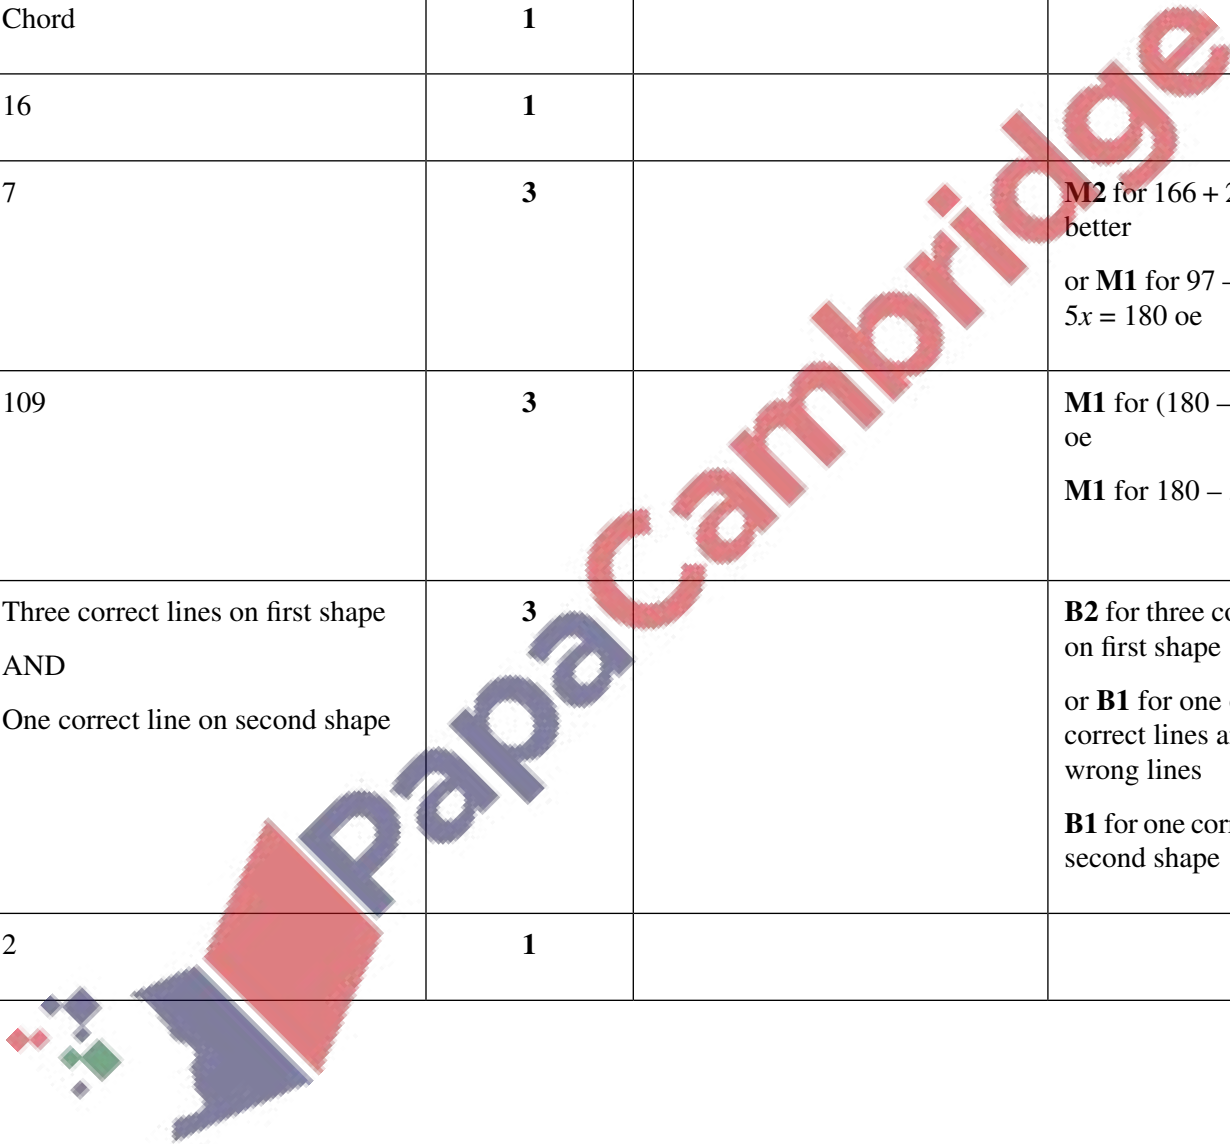 Chord 1
16 1
7 3 M2 for 166 + 2
better
or M1 for 97 –
5x = 180 oe
109 3 M1 for (180 –
oe
M1 for 180 –
Three correct lines on first shape 3 B2 for three co
on first shape
AND
or B1 for one
One correct line on second shape
correct lines a
wrong lines
B1 for one cor
second shape
2 1
PapaCambridge